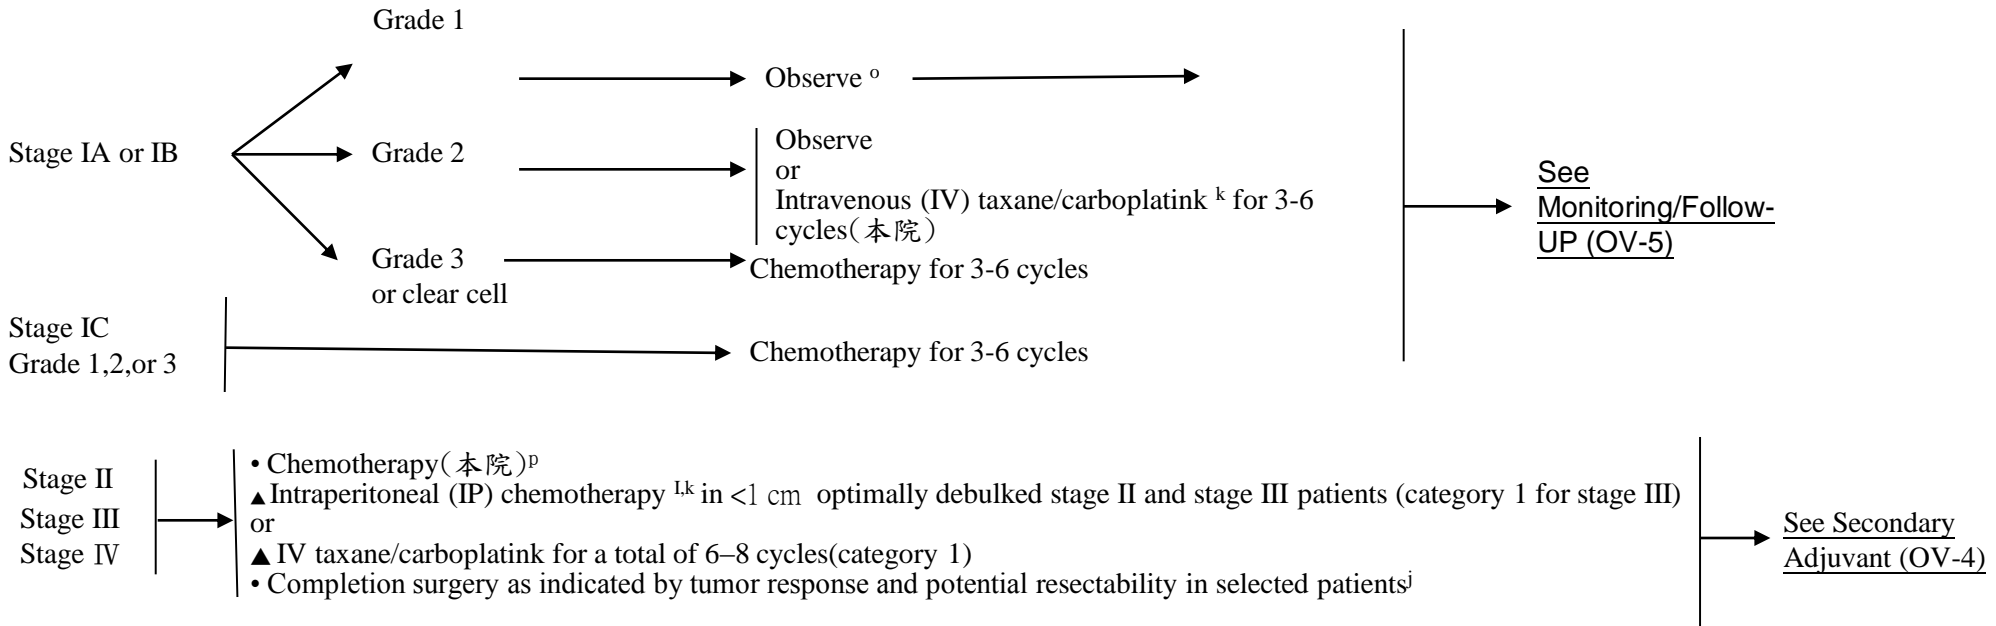 Grade 1
Observe o
Stage IA or IB
Grade 2
Observe
or
Intravenous (IV) taxane/carboplatink k for 3-6
cycles(本院)
Grade 3
or clear cell
Chemotherapy for 3-6 cycles
Stage IC
Grade 1,2,or 3
Chemotherapy for 3-6 cycles
See
Monitoring/Follow-
UP (OV-5)
Stage II
Stage III
Stage Ⅳ
• Chemotherapy(本院)p
▲Intraperitoneal (IP) chemotherapy I,k in <1 cm optimally debulked stage II and stage III patients (category 1 for stage III)
or
▲ IV taxane/carboplatink for a total of 6–8 cycles(category 1)
• Completion surgery as indicated by tumor response and potential resectability in selected patientsj
See Secondary
Adjuvant (OV-4)